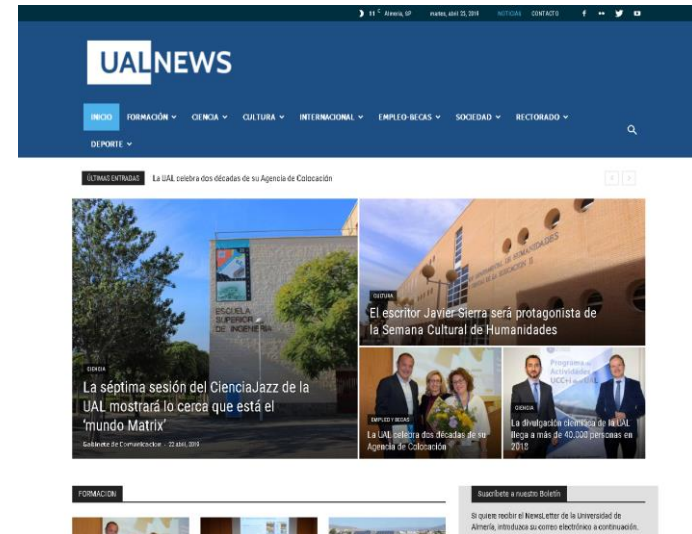 11 C Almería, UP martes, abril 23, 2019 NOTICIAS CONTACTO
UALNEWS
INICIO FORMACIÓN CIENCIA CULTURA INTERNACIONAL EMPLEO-BECAS SOCIEDAD RECTORADO
DEPORTE
ÚLTIMAS ENTRADAS La UAL celebra dos décadas de su Agencia de Colocación
ESCUELA
SUPERIOR
DE INGENIERÍA
CIENCIA
La séptima sesión del CienciaJazz de la
UAL mostrará lo cerca que está el
'mundo Matrix'
Gabinete de Comunicacion - 22 abril, 2019
CULTURA
El escritor Javier Sierra será protagonista de
la Semana Cultural de Humanidades
EMPLEO Y BECAS
La UAL celebra dos décadas de su
Agencia de Colocación
Programa
Actividades
UCC+i UAL
CIENCIA
La divulgación científica de la UAL
llega a más de 40.000 personas en
2018
FORMACION
Suscríbete a nuestro Boletín
Si quiere recibir el NewsLetter de la Universidad de
Almería, introduzca su correo electrónico a continuación.